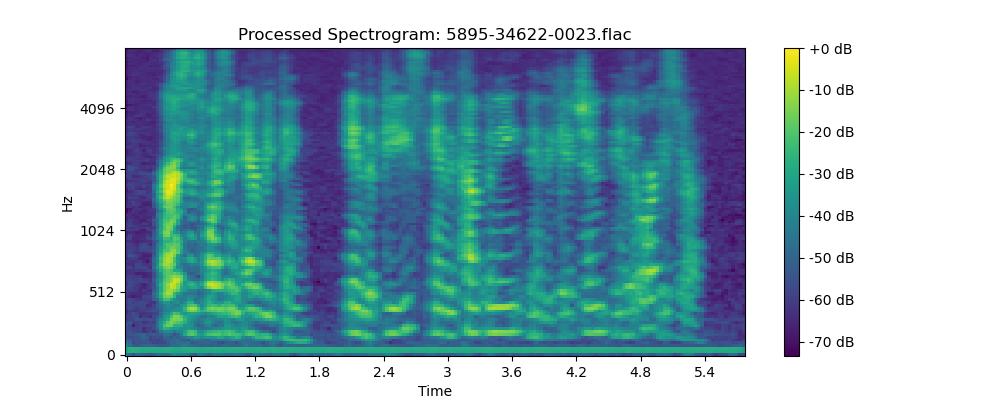 Processed Spectrogram: 5895-34622-0023.flac
+0 dB
4096
-10 dB
-20 dB
2048
-30 dB
Hz
1024
-40 dB
-50 dB
512
-60 dB
0
-70 dB
0 0.6 1.2 1.8 2.4 3 3.6 4.2 4.8 5.4
Time